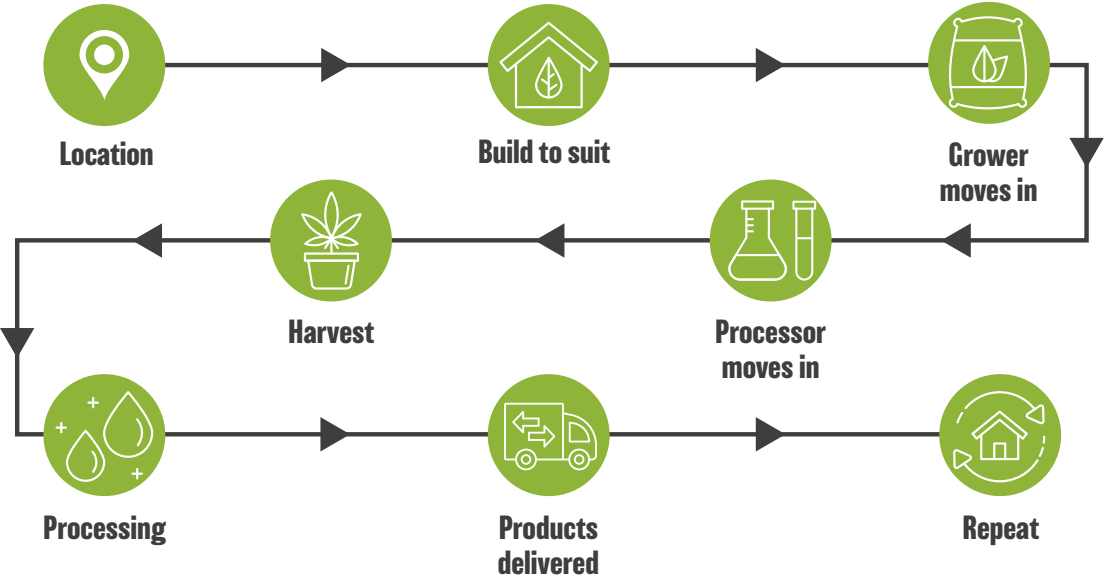 Location
Build to suit
Grower
moves in
Processor
moves in
Harvest
Processing
Products
delivered
Repeat